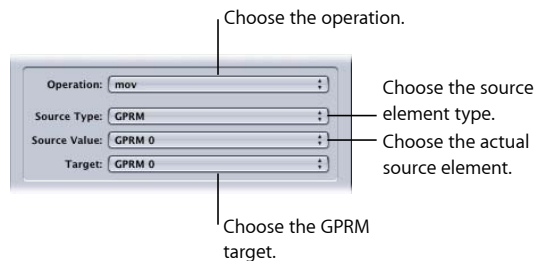 Choose the operation.
Operation: mov
Source Type: GPRM
Source Value: GPRM 0
Target: GPRM 0
Choose the source
element type.
Choose the actual
source element.
Choose the GPRM
target.